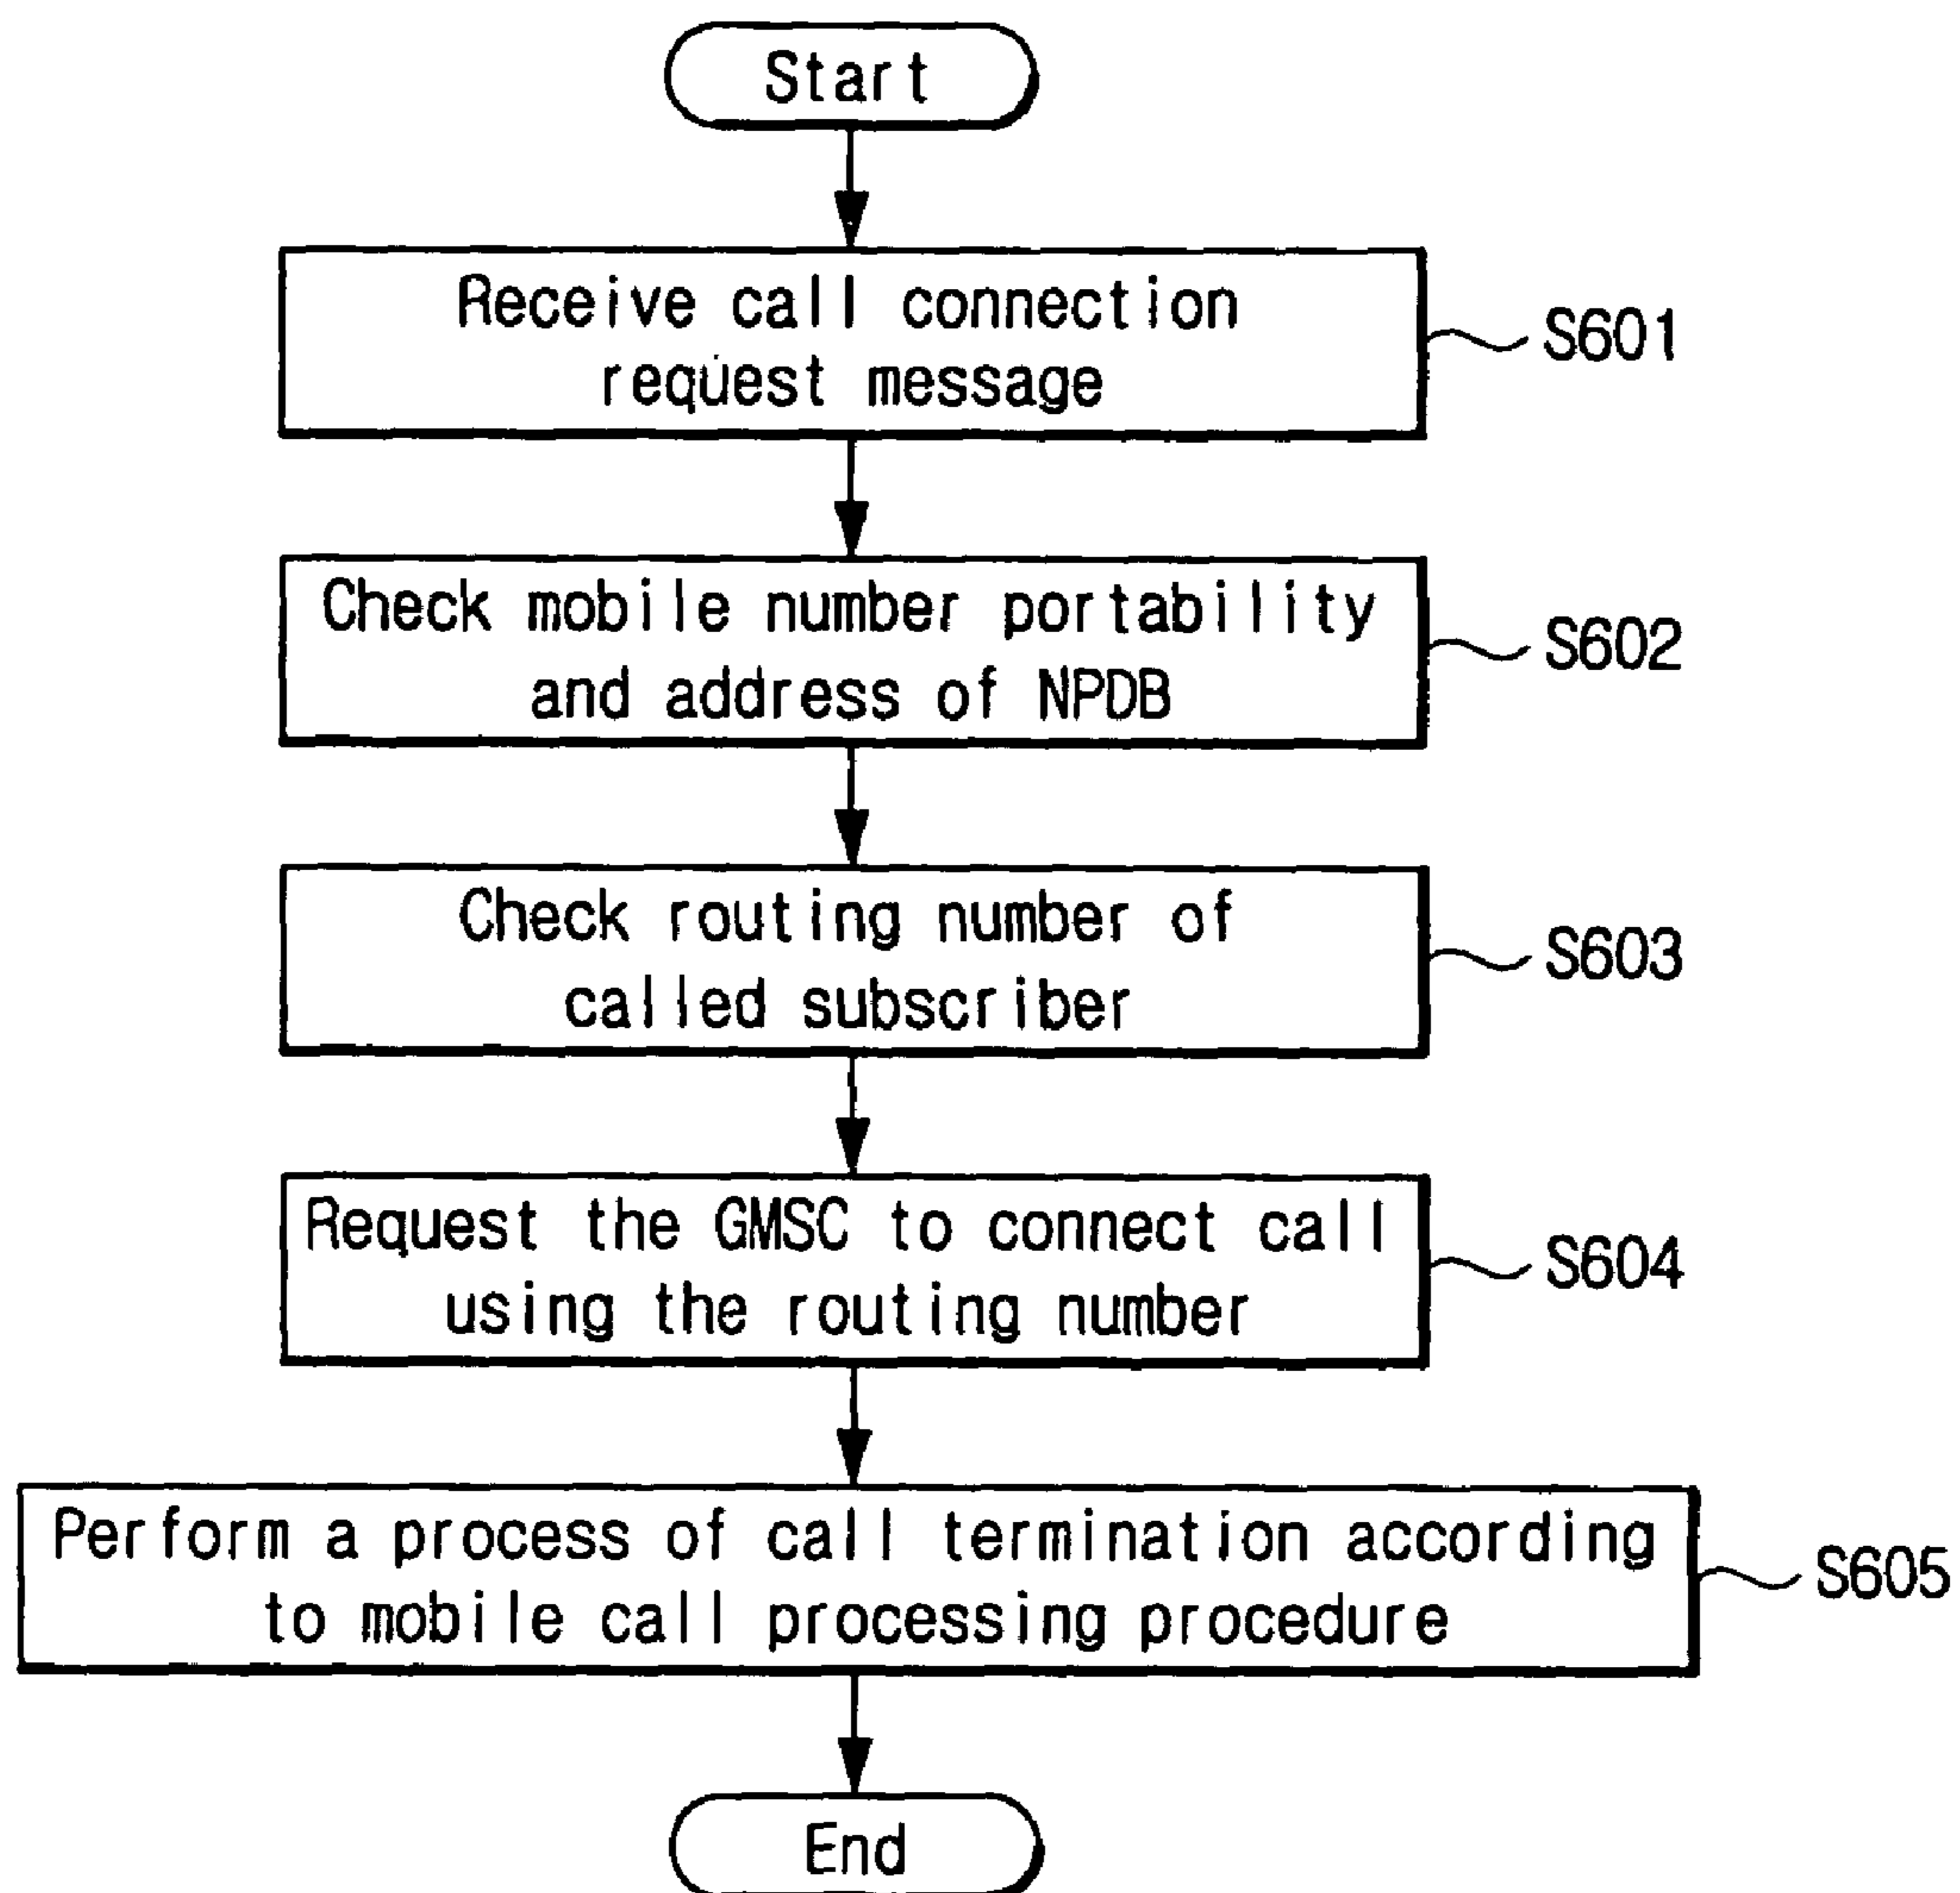 Start
Receive call connection
request message
S601
Check mobile number portability
and address of NPDB
S602
Check routing number of
called subscriber
S603
Request the GMSC to connect call
using the routing number
S604
Perform a process of call termination according
to mobile call processing procedure
S605
End